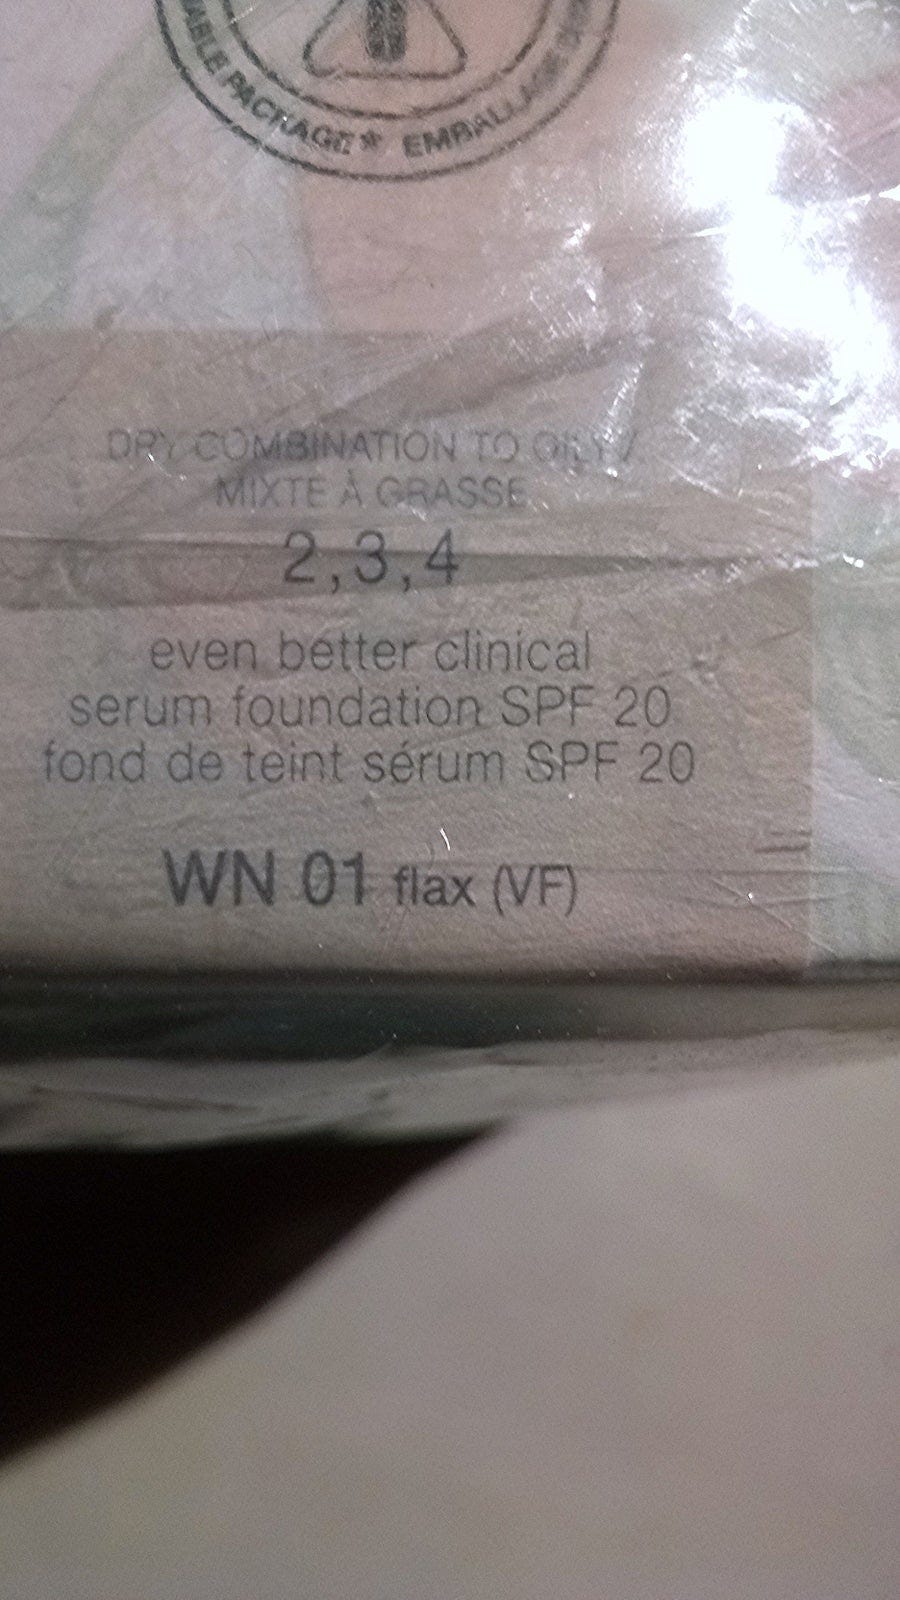 PACKAGE* EMBALLAGE
DRY COMBINATION TO OILY /
MIXTE À GRASSE
2,3,4
even better clinical
serum foundation SPF 20
fond de teint sérum SPF 20
WN 01 flax (VF)